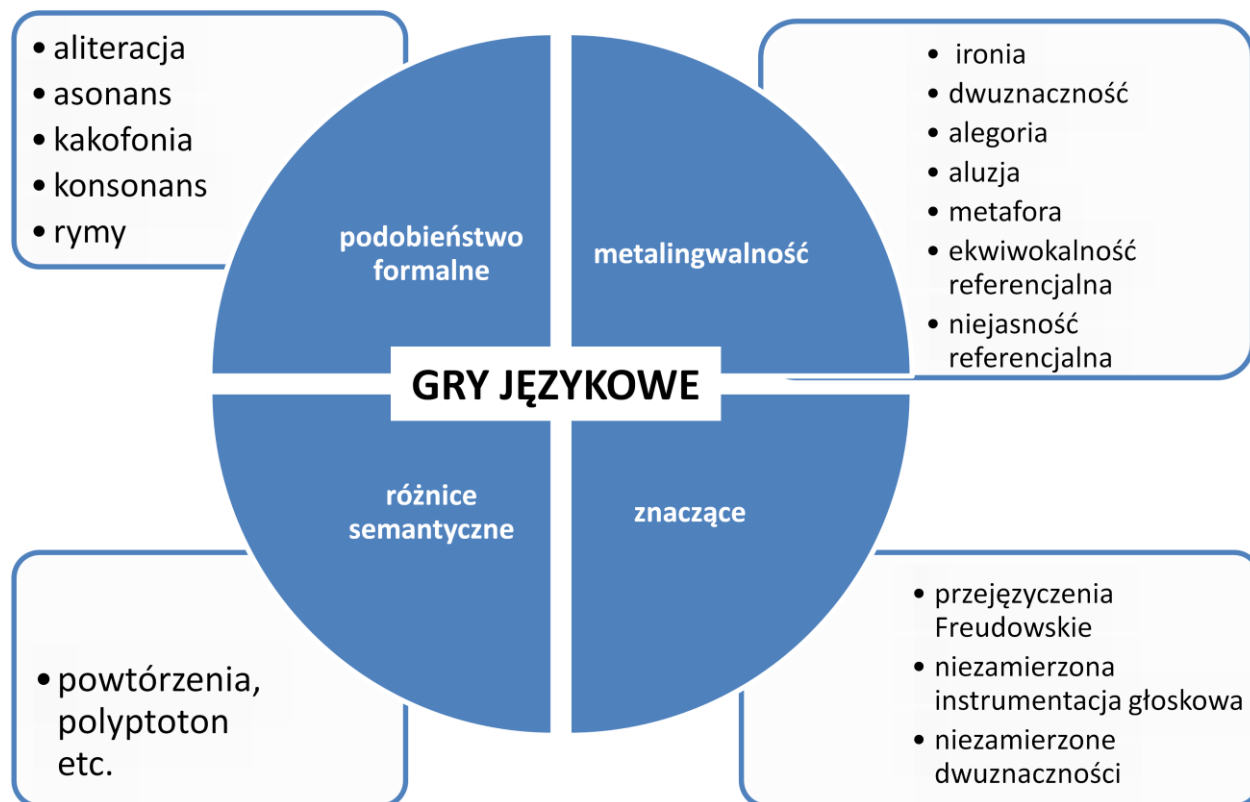 • aliteracja
• asonans
• kakofonia
• konsonans
• rymy
• ironia
• dwuznaczność
• alegoria
• aluzja
• metafora
• ekwiwokalność
referencjalna
• niejasność
referencjalna
podobieństwo
formalne
metalingwalność
GRY JĘZYKOWE
różnice
semantyczne
znaczące
• powtórzenia,
polyptoton
etc.
• przejęzyczenia
Freudowskie
• niezamierzona
instrumentacja głoskowa
• niezamierzone
dwuznaczności